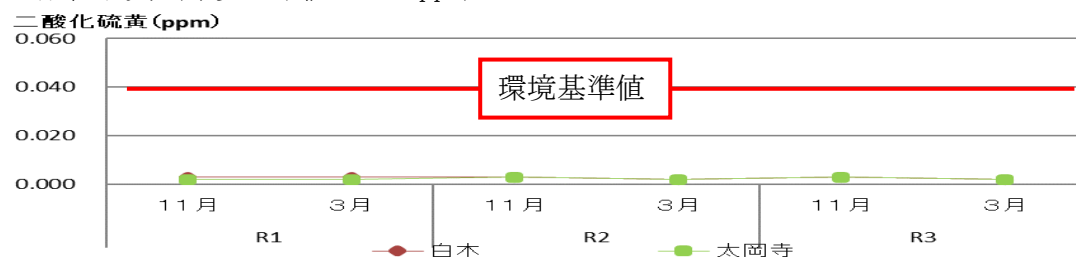 二酸化硫黄(ppm)
0.060
0.040
環境基準値
0.020
0.000
11月 3月 11月 3月 11月 3月
R1 R2 R3
白木 太岡寺